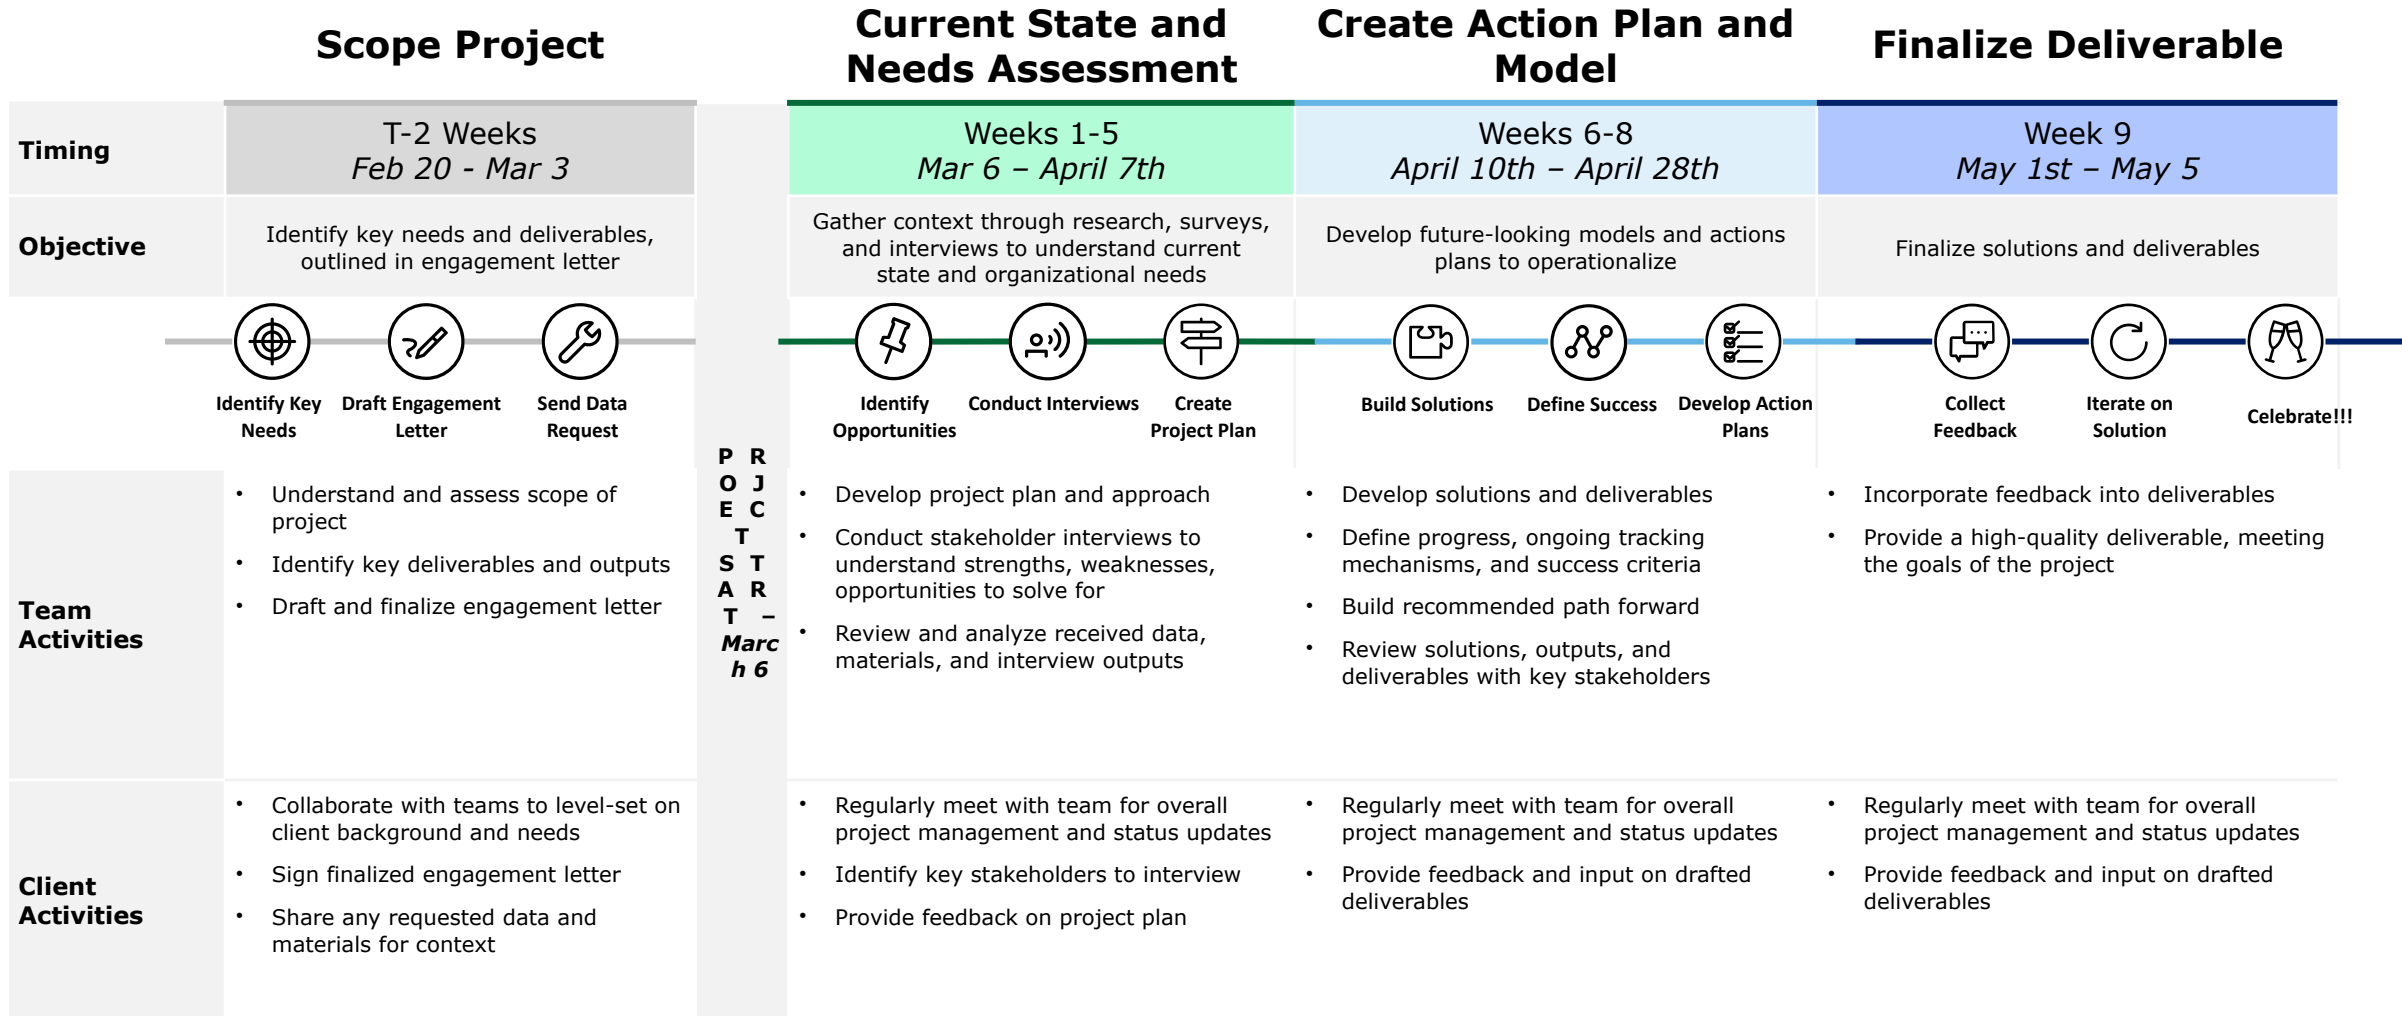 Scope Project
Current State and
Needs Assessment
Create Action Plan and
Model
Finalize Deliverable
Timing
T-2 Weeks
Feb 20 - Mar 3
Weeks 1-5
Mar 6 – April 7th
Weeks 6-8
April 10th – April 28th
Week 9
May 1st – May 5
Objective
Identify key needs and deliverables,
outlined in engagement letter
Gather context through research, surveys,
and interviews to understand current
state and organizational needs
Develop future-looking models and actions
plans to operationalize
Finalize solutions and deliverables
Identify Key
Needs
Draft Engagement
Letter
Send Data
Request
Identify
Opportunities
Conduct Interviews
Create
Project Plan
Build Solutions
Define Success
Develop Action
Plans
Collect
Feedback
Iterate on
Solution
Celebrate!!!
P R
O J
E C
T
S T
A R
T –
Marc
h 6
Team
Activities
• Understand and assess scope of
project
• Identify key deliverables and outputs
• Draft and finalize engagement letter
• Develop project plan and approach
• Conduct stakeholder interviews to
understand strengths, weaknesses,
opportunities to solve for
• Review and analyze received data,
materials, and interview outputs
• Develop solutions and deliverables
• Define progress, ongoing tracking
mechanisms, and success criteria
• Build recommended path forward
• Review solutions, outputs, and
deliverables with key stakeholders
• Incorporate feedback into deliverables
• Provide a high-quality deliverable, meeting
the goals of the project
Client
Activities
• Collaborate with teams to level-set on
client background and needs
• Sign finalized engagement letter
• Share any requested data and
materials for context
• Regularly meet with team for overall
project management and status updates
• Identify key stakeholders to interview
• Provide feedback on project plan
• Regularly meet with team for overall
project management and status updates
• Provide feedback and input on drafted
deliverables
• Regularly meet with team for overall
project management and status updates
• Provide feedback and input on drafted
deliverables